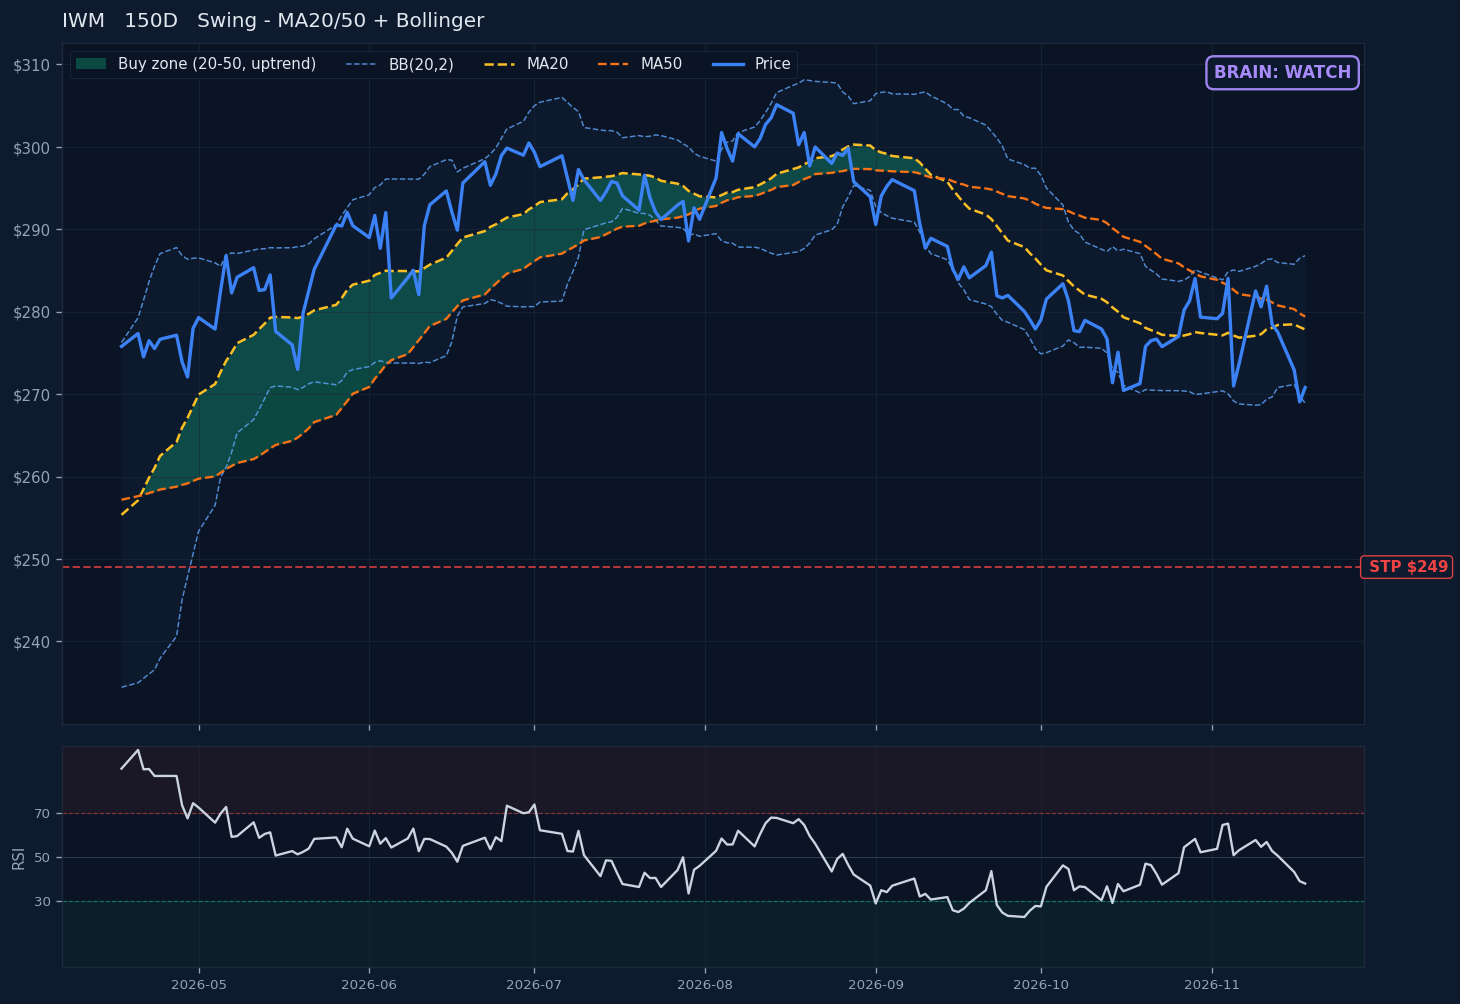 IWM 150D Swing - MA20/50 + Bollinger
Buy zone (20-50, uptrend) BB(20,2) MA20 MA50 Price
BRAIN: WATCH
$310
$300
$290
$280
$270
$260
$250
$240
STP $249
RSI
70
50
30
2026-05 2026-06 2026-07 2026-08 2026-09 2026-10 2026-11